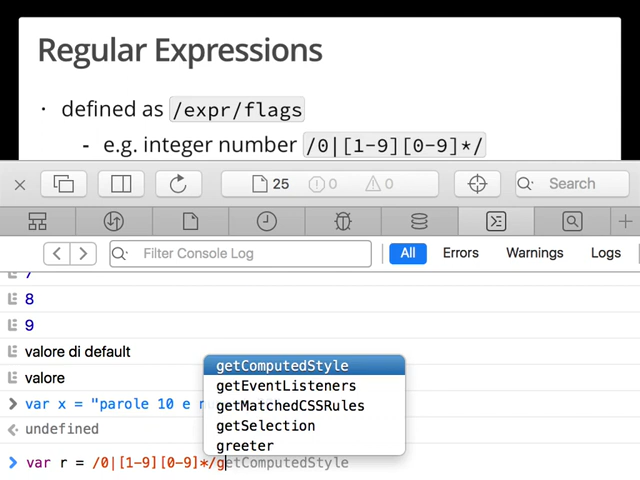 Regular Expressions
· defined as /expr/flags
- e.g. integer number /0|[1-9][0-9]*/
25 0 0 Search
Filter Console Log All Errors Warnings Logs
8
9
valore di default
valore
getComputedStyle
getEventListeners
var x = "parole 10 e
getMatchedCSSRules
undefined
getSelection
greeter
var r = /0|[1-9][0-9]*/getComputedStyle